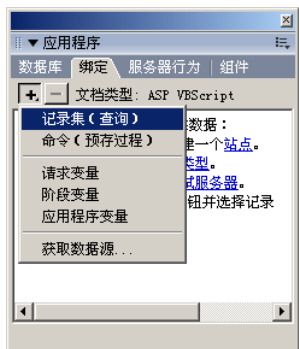 应用程序
数据库 绑定 服务器行为 组件
文档类型: ASP VBScript
记录集(查询)
数据：
命令(预存过程)
建一个站点。
类型。
请求变量
试服务器。
阶段变量
钮并选择记录
应用程序变量
获取数据源...